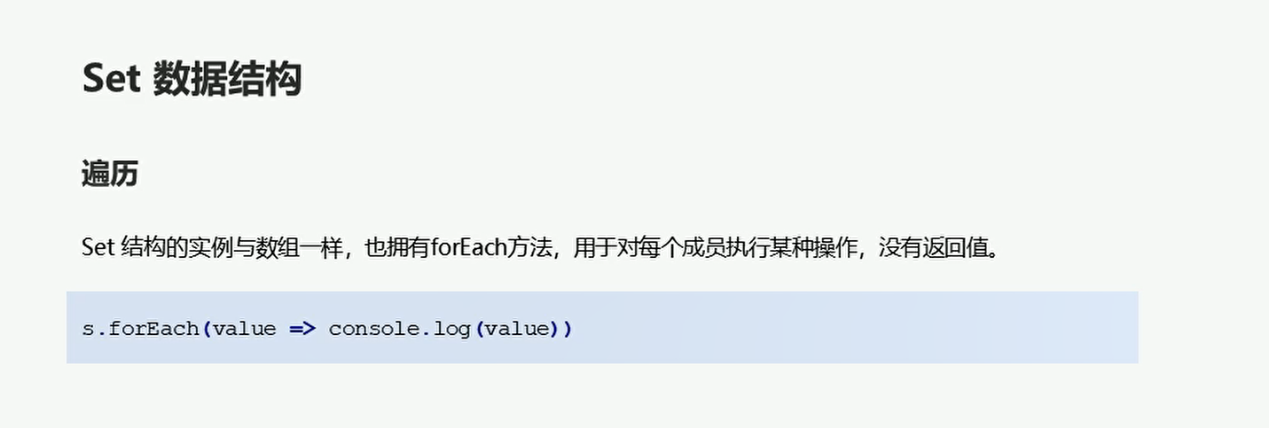 Set 数据结构
遍历
Set 结构的实例与数组一样，也拥有forEach方法，用于对每个成员执行某种操作，没有返回值。
s.forEach(value => console.log(value))